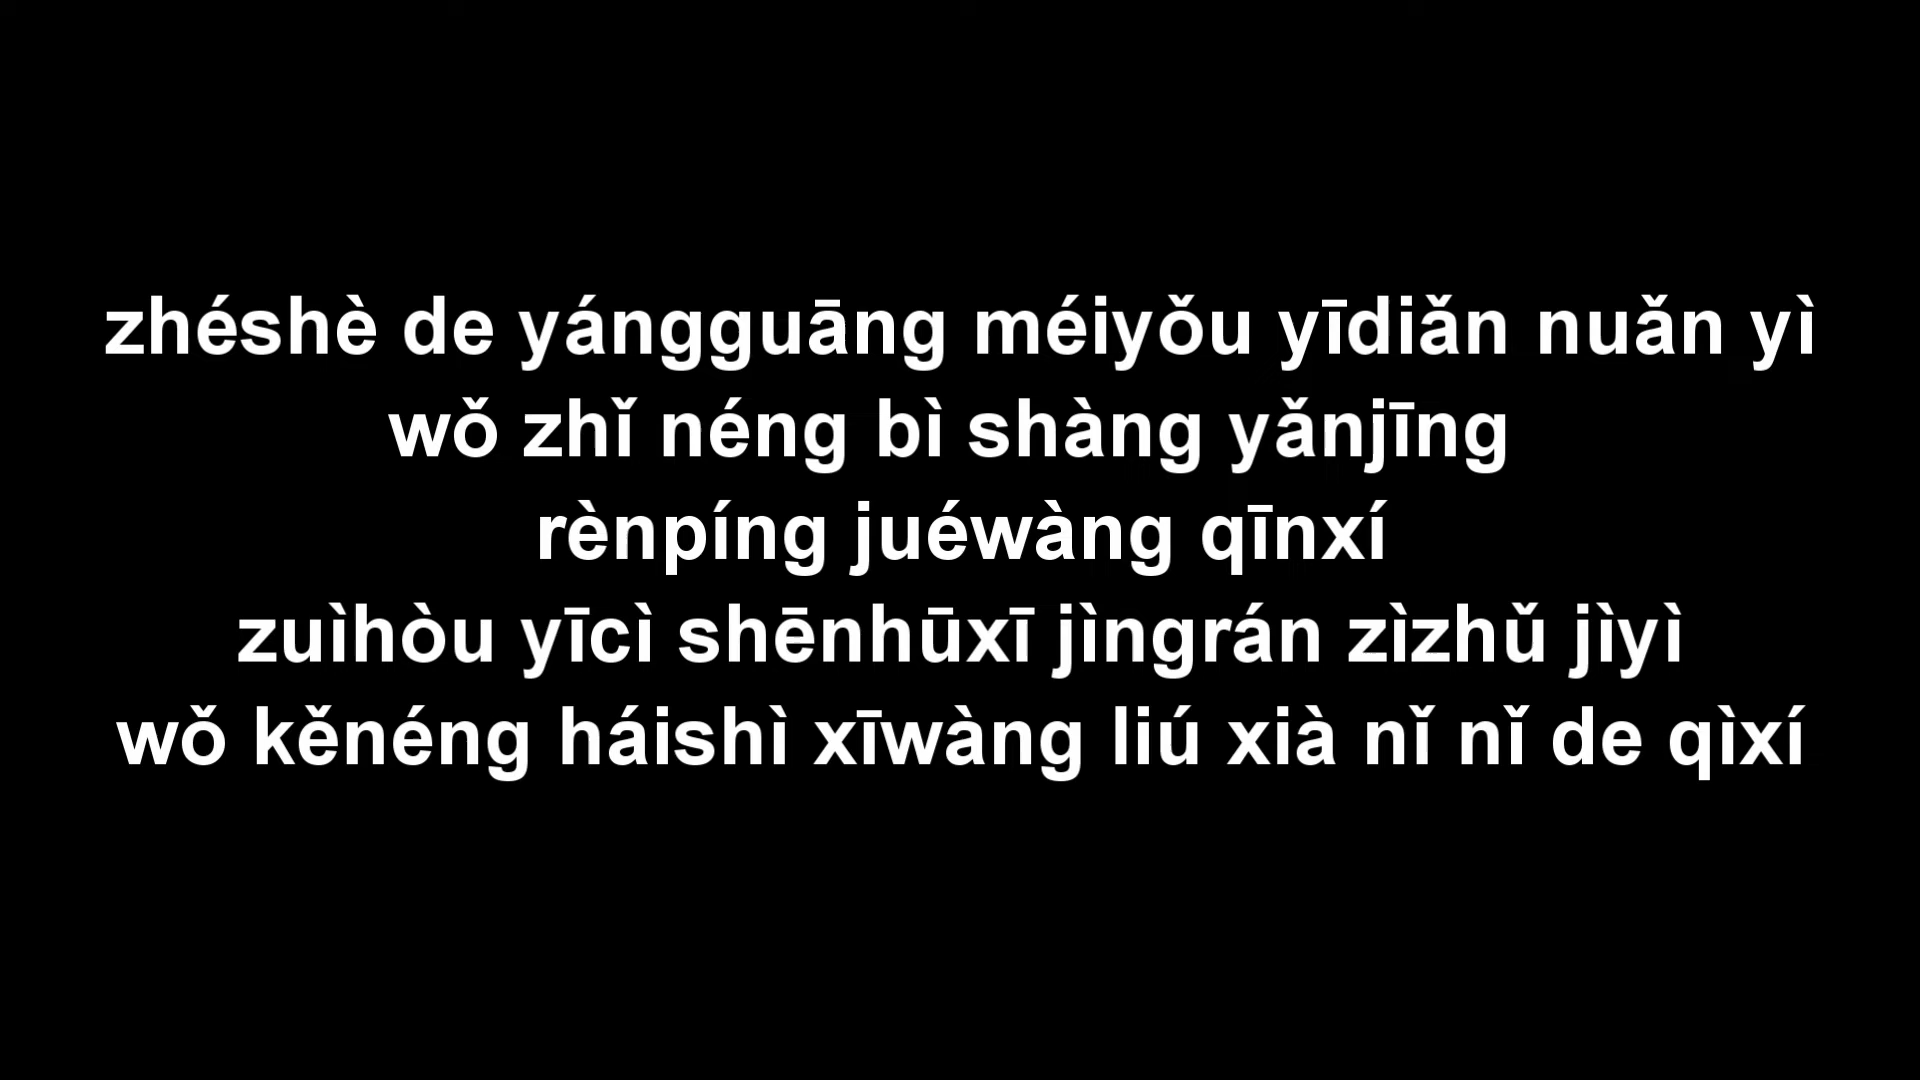 zhéshè de yángguāng méiyǒu yīdiǎn nuǎn yì
wǒ zhǐ néng bì shàng yǎnjīng
rènpíng juéwàng qīnxí
zuìhòu yīcì shēnhūxī jìngrán zìzhǔ jìyì
wǒ kěnéng háishì xīwàng liú xià nǐ nǐ de qìxí